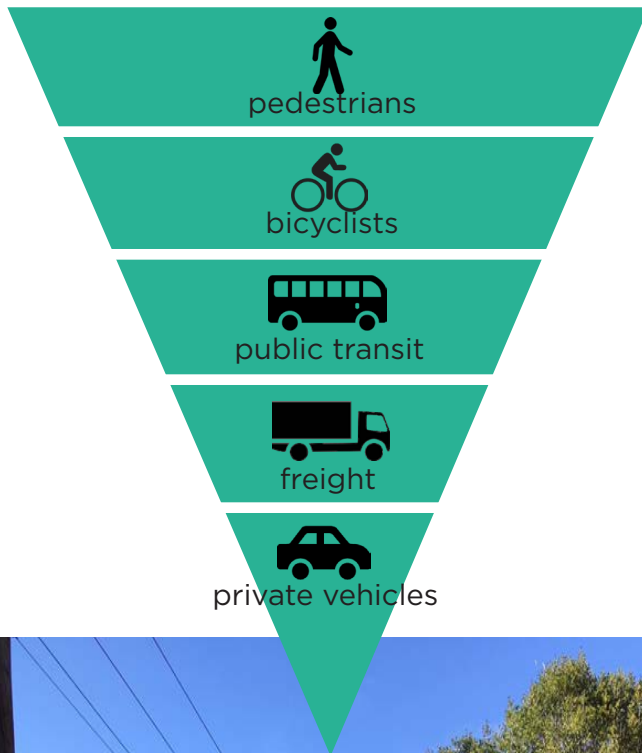 pedestrians
bicyclists
public transit
freight
private vehicles